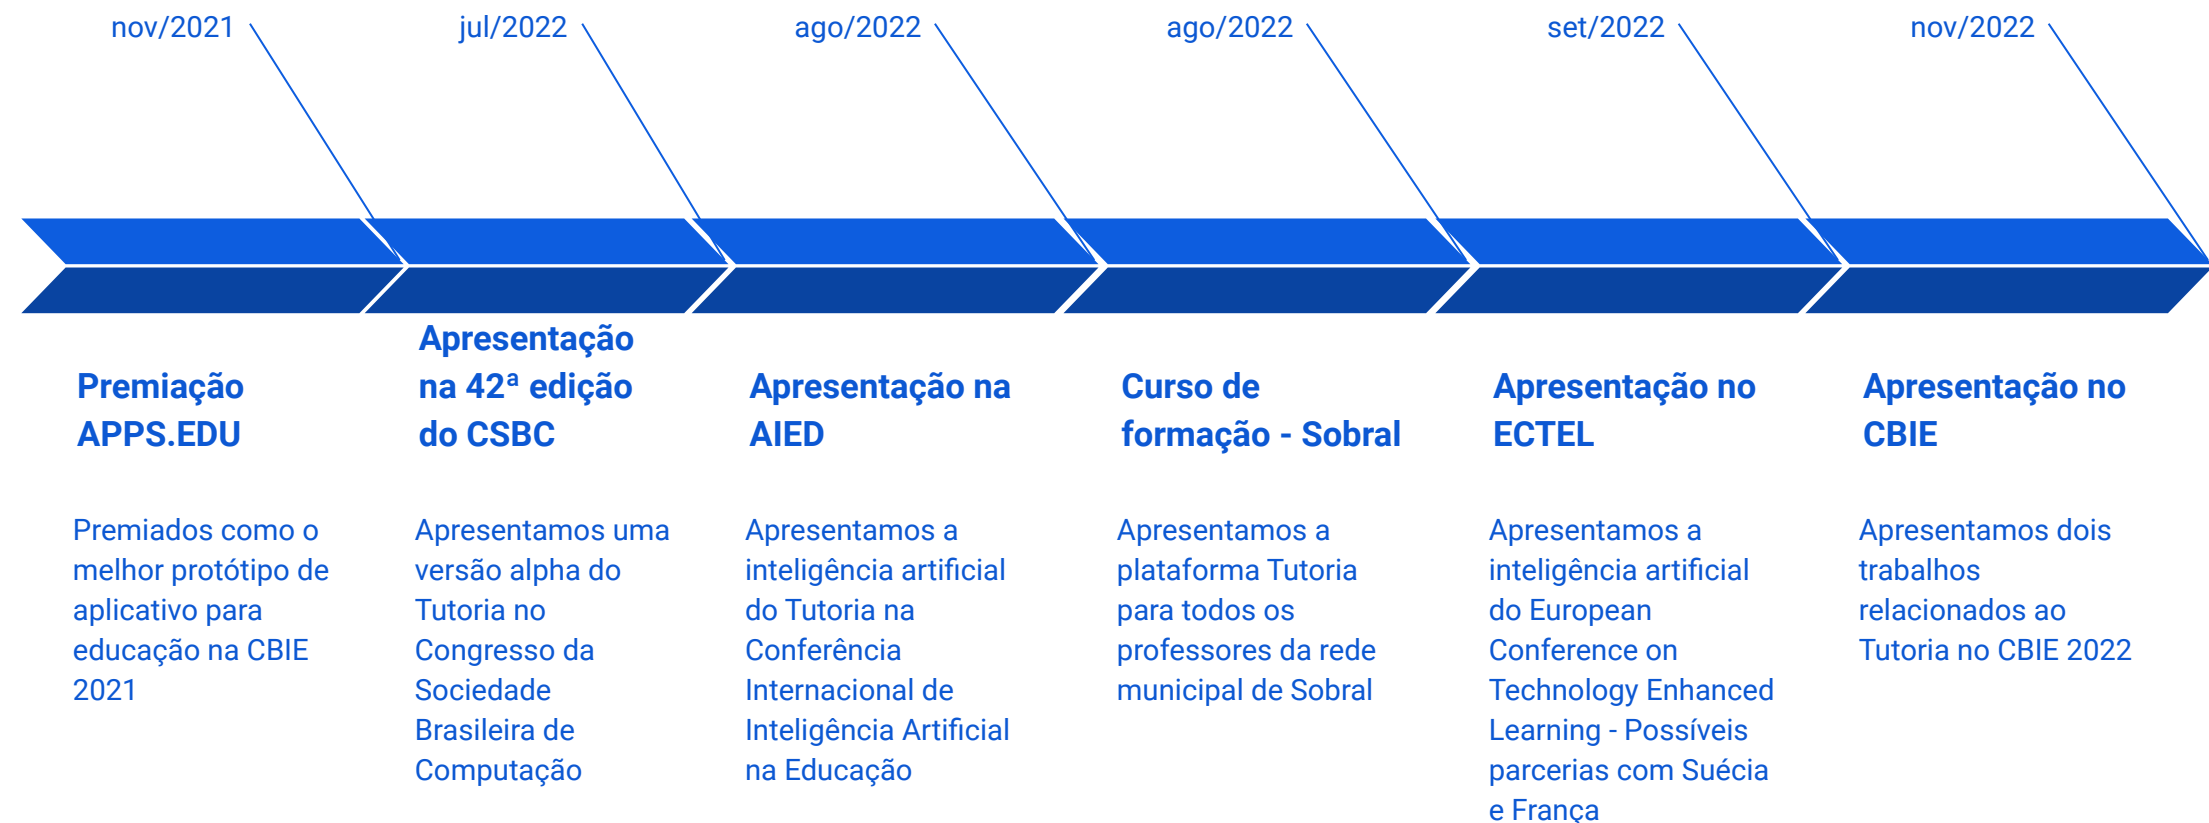 nov/2021
jul/2022
ago/2022
ago/2022
set/2022
nov/2022
Premiação
APPS.EDU
Premiados como o
melhor protótipo de
aplicativo para
educação na CBIE
2021
Apresentação
na 42ª edição
do CSBC
Apresentamos uma
versão alpha do
Tutoria no
Congresso da
Sociedade
Brasileira de
Computação
Apresentação na
AIED
Apresentamos a
inteligência artificial
do Tutoria na
Conferência
Internacional de
Inteligência Artificial
na Educação
Curso de
formação - Sobral
Apresentamos a
plataforma Tutoria
para todos os
professores da rede
municipal de Sobral
Apresentação no
ECTEL
Apresentamos a
inteligência artificial
do European
Conference on
Technology Enhanced
Learning - Possíveis
parcerias com Suécia
e França
Apresentação no
CBIE
Apresentamos dois
trabalhos
relacionados ao
Tutoria no CBIE 2022